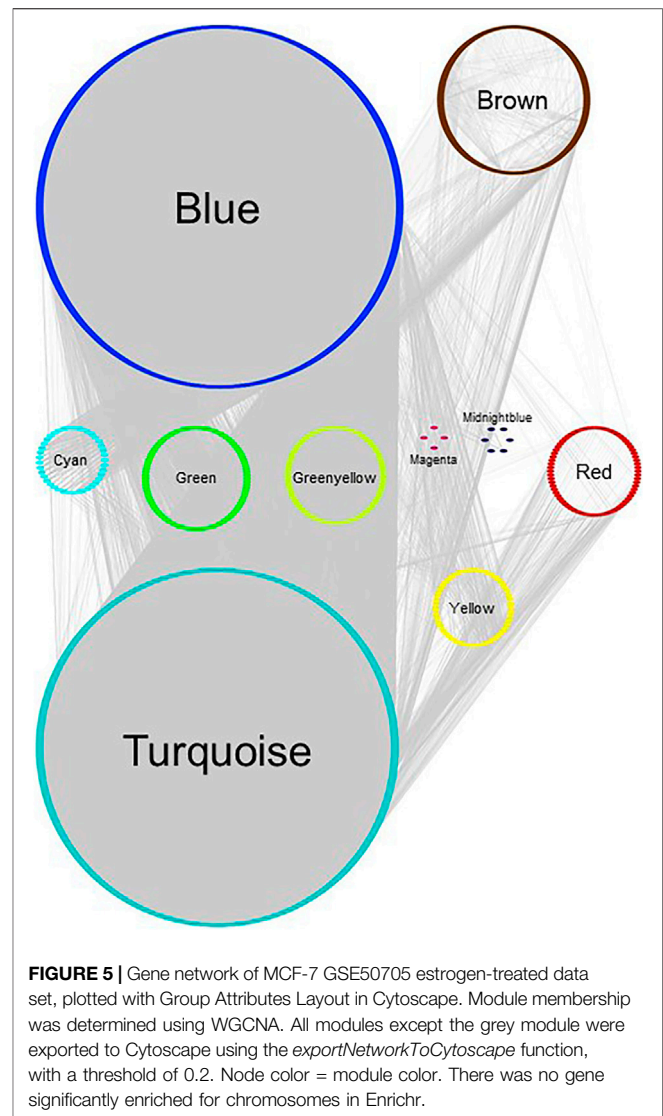 Brown
Blue
Midnightblue
Magenta
Cyan
Green
Greenyellow
Red
Yellow
Turquoise
FIGURE 5 | Gene network of MCF-7 GSE50705 estrogen-treated data
set, plotted with Group Attributes Layout in Cytoscape. Module membership
was determined using WGCNA. All modules except the grey module were
exported to Cytoscape using the exportNetworkToCytoscape function,
with a threshold of 0.2. Node color = module color. There was no gene
significantly enriched for chromosomes in Enrichr.